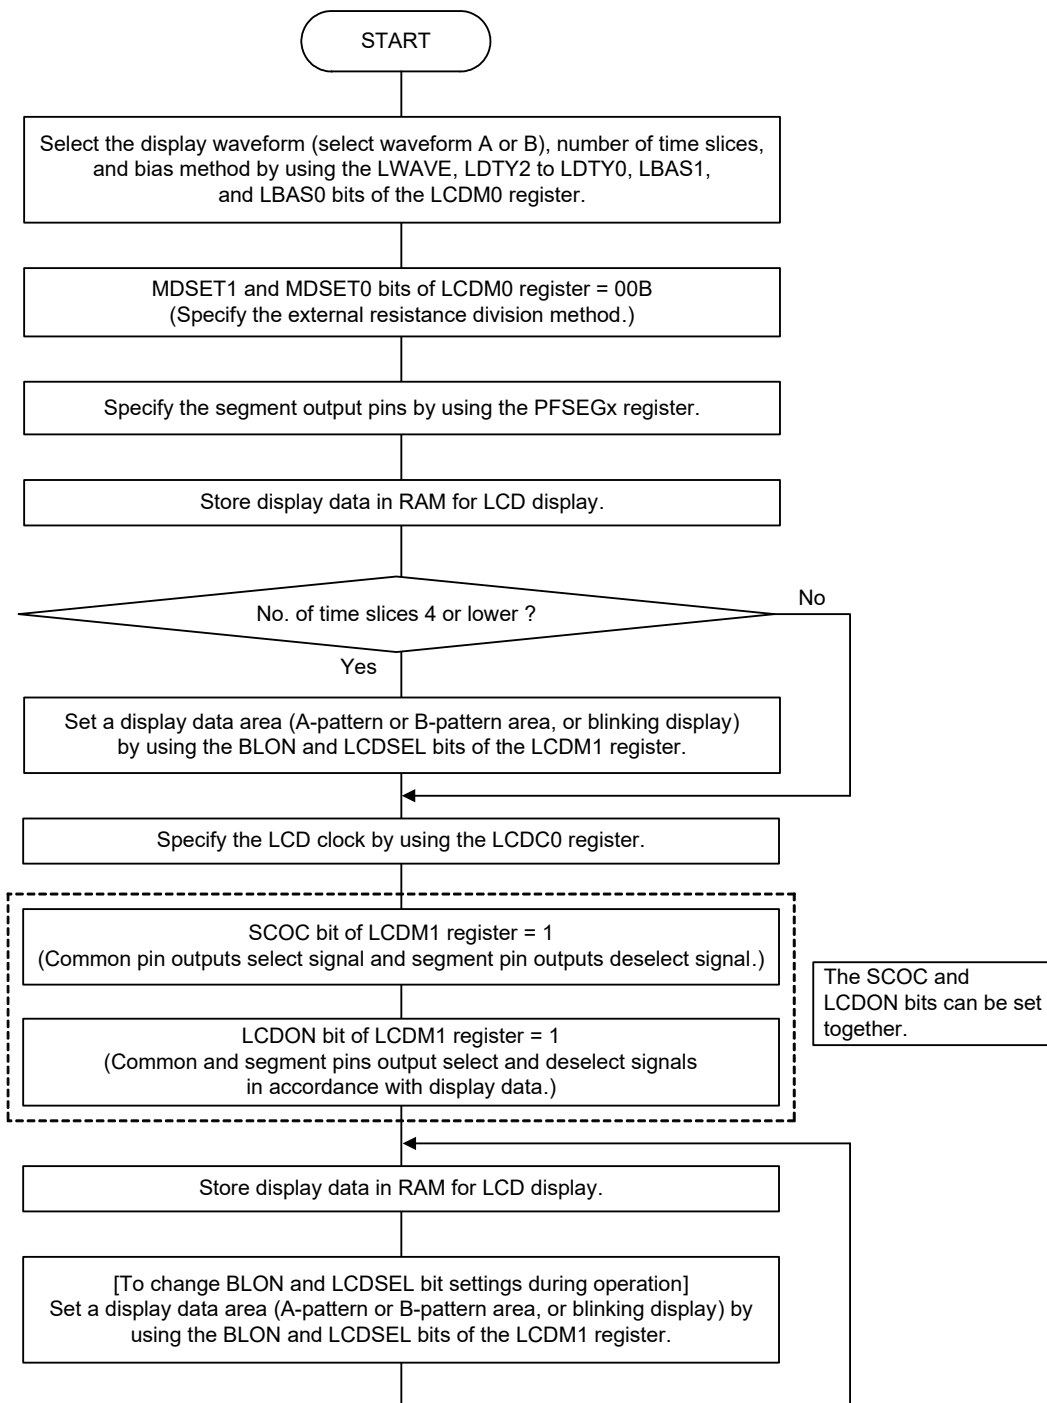 START
Select the display waveform (select waveform A or B), number of time slices,
and bias method by using the LWAVE, LDTY2 to LDTY0, LBAS1,
and LBAS0 bits of the LCDM0 register.
MDSET1 and MDSET0 bits of LCDM0 register = 00B
(Specify the external resistance division method.)
Specify the segment output pins by using the PFSEGx register.
Store display data in RAM for LCD display.
No. of time slices 4 or lower ?
No
Yes
Set a display data area (A-pattern or B-pattern area, or blinking display)
by using the BLON and LCDSEL bits of the LCDM1 register.
Specify the LCD clock by using the LCDC0 register.
SCOC bit of LCDM1 register = 1
(Common pin outputs select signal and segment pin outputs deselect signal.)
The SCOC and
LCDON bits can be set
together.
LCDON bit of LCDM1 register = 1
(Common and segment pins output select and deselect signals
in accordance with display data.)
Store display data in RAM for LCD display.
[To change BLON and LCDSEL bit settings during operation]
Set a display data area (A-pattern or B-pattern area, or blinking display) by
using the BLON and LCDSEL bits of the LCDM1 register.